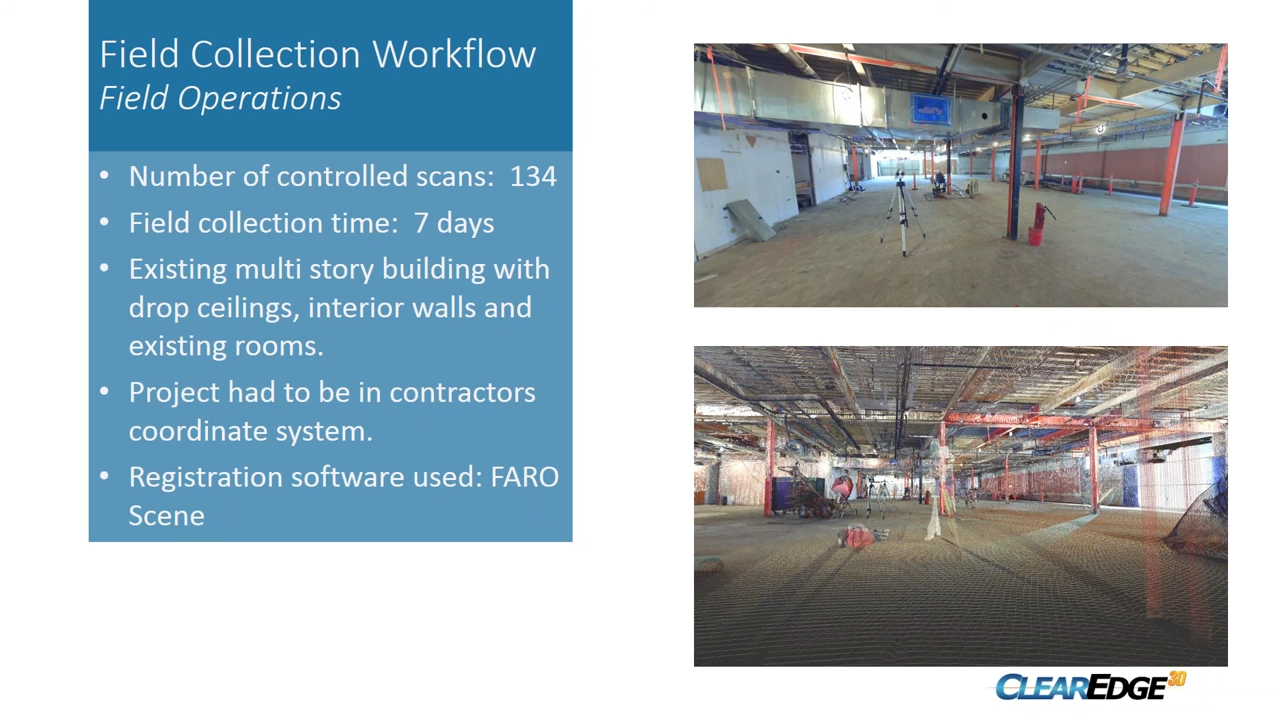 Field Collection Workflow
Field Operations
• Number of controlled scans: 134
• Field collection time: 7 days
• Existing multi story building with
drop ceilings, interior walls and
existing rooms.
• Project had to be in contractors
coordinate system.
• Registration software used: FARO
Scene
CLEAREDGE3D